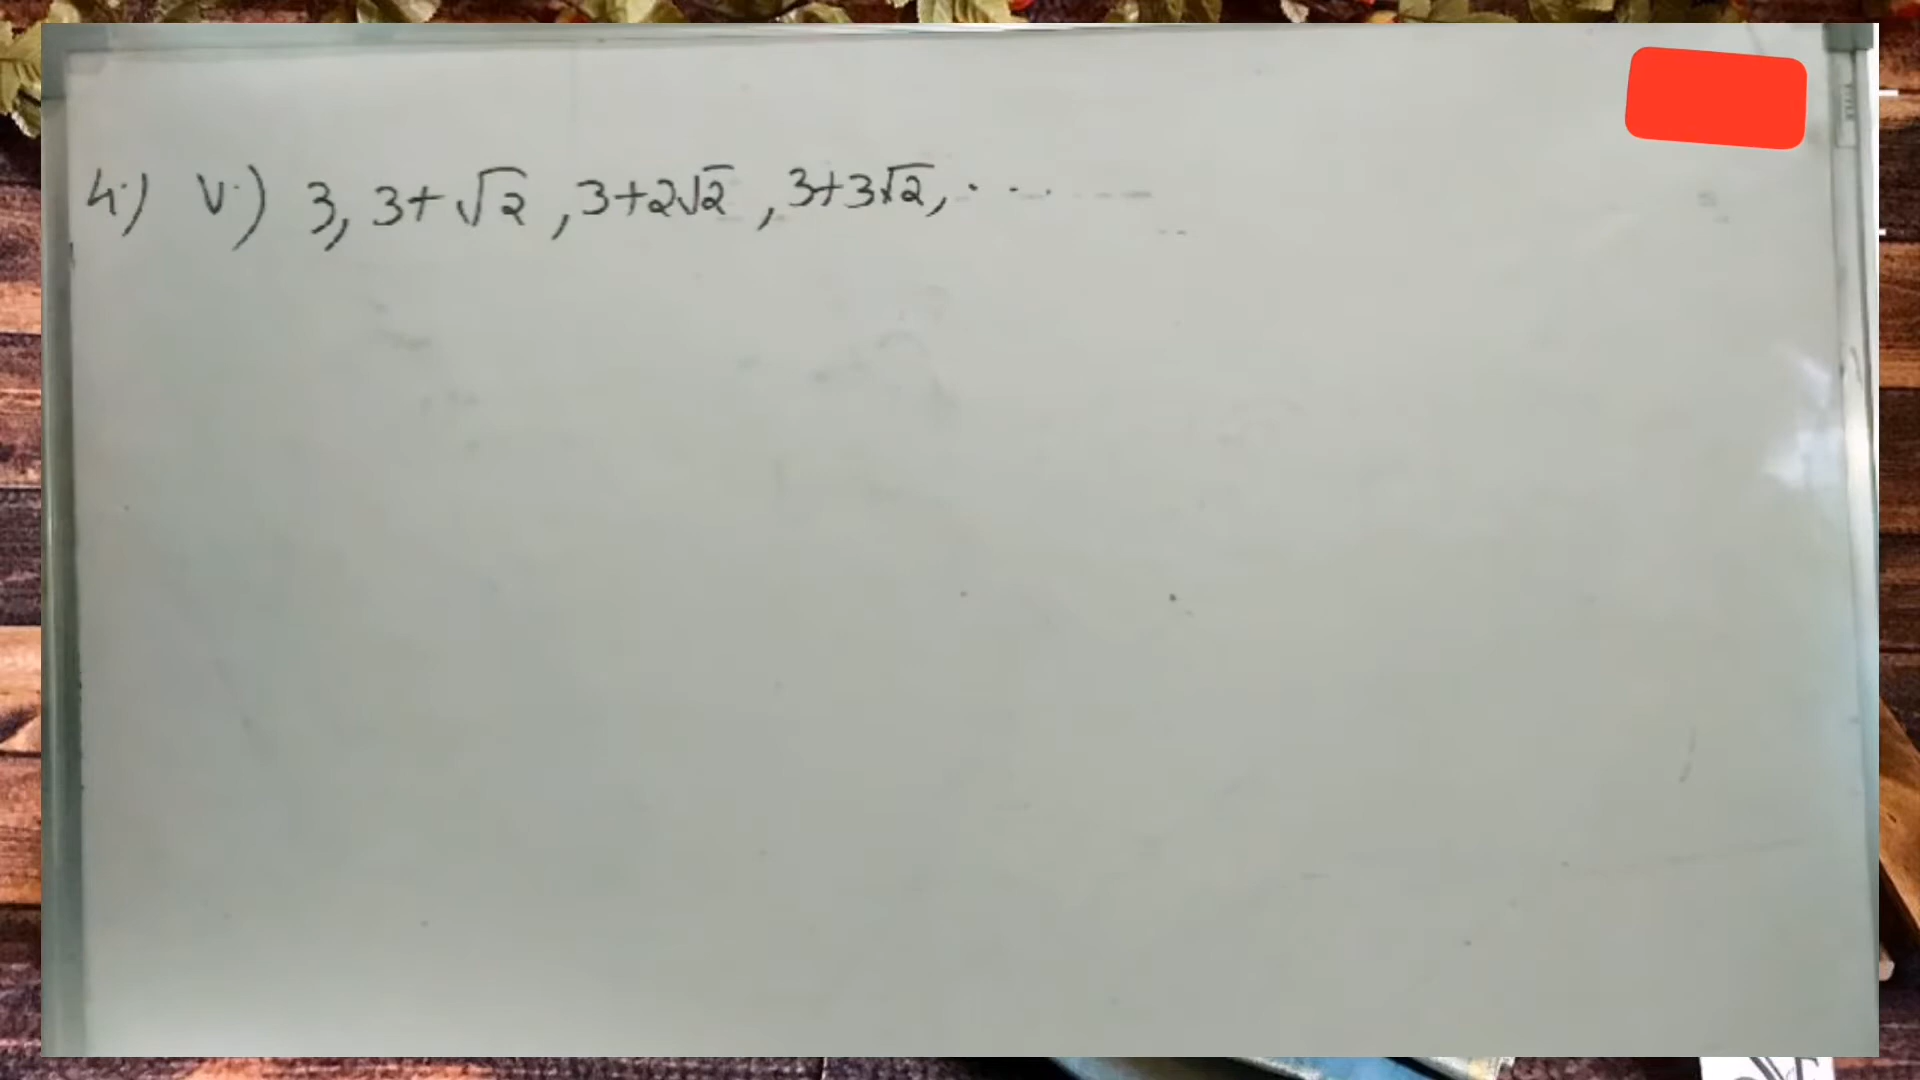 4.) v.) 3, 3+√2, 3+2√2, 3+3√2, . . .